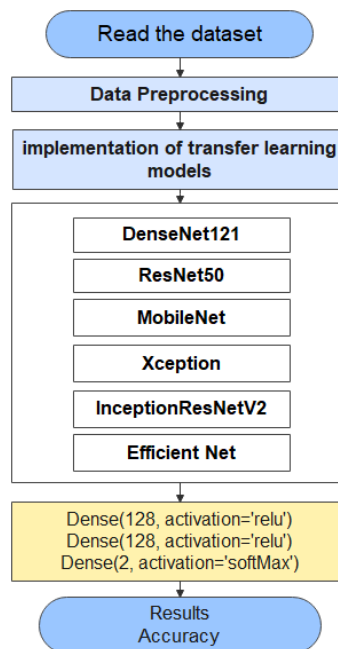 Read the dataset
Data Preprocessing
implementation of transfer learning
models
DenseNet121
ResNet50
MobileNet
Xception
InceptionResNetV2
Efficient Net
Dense(128, activation='relu')
Dense(128, activation='relu')
Dense(2, activation='softMax')
Results
Accuracy